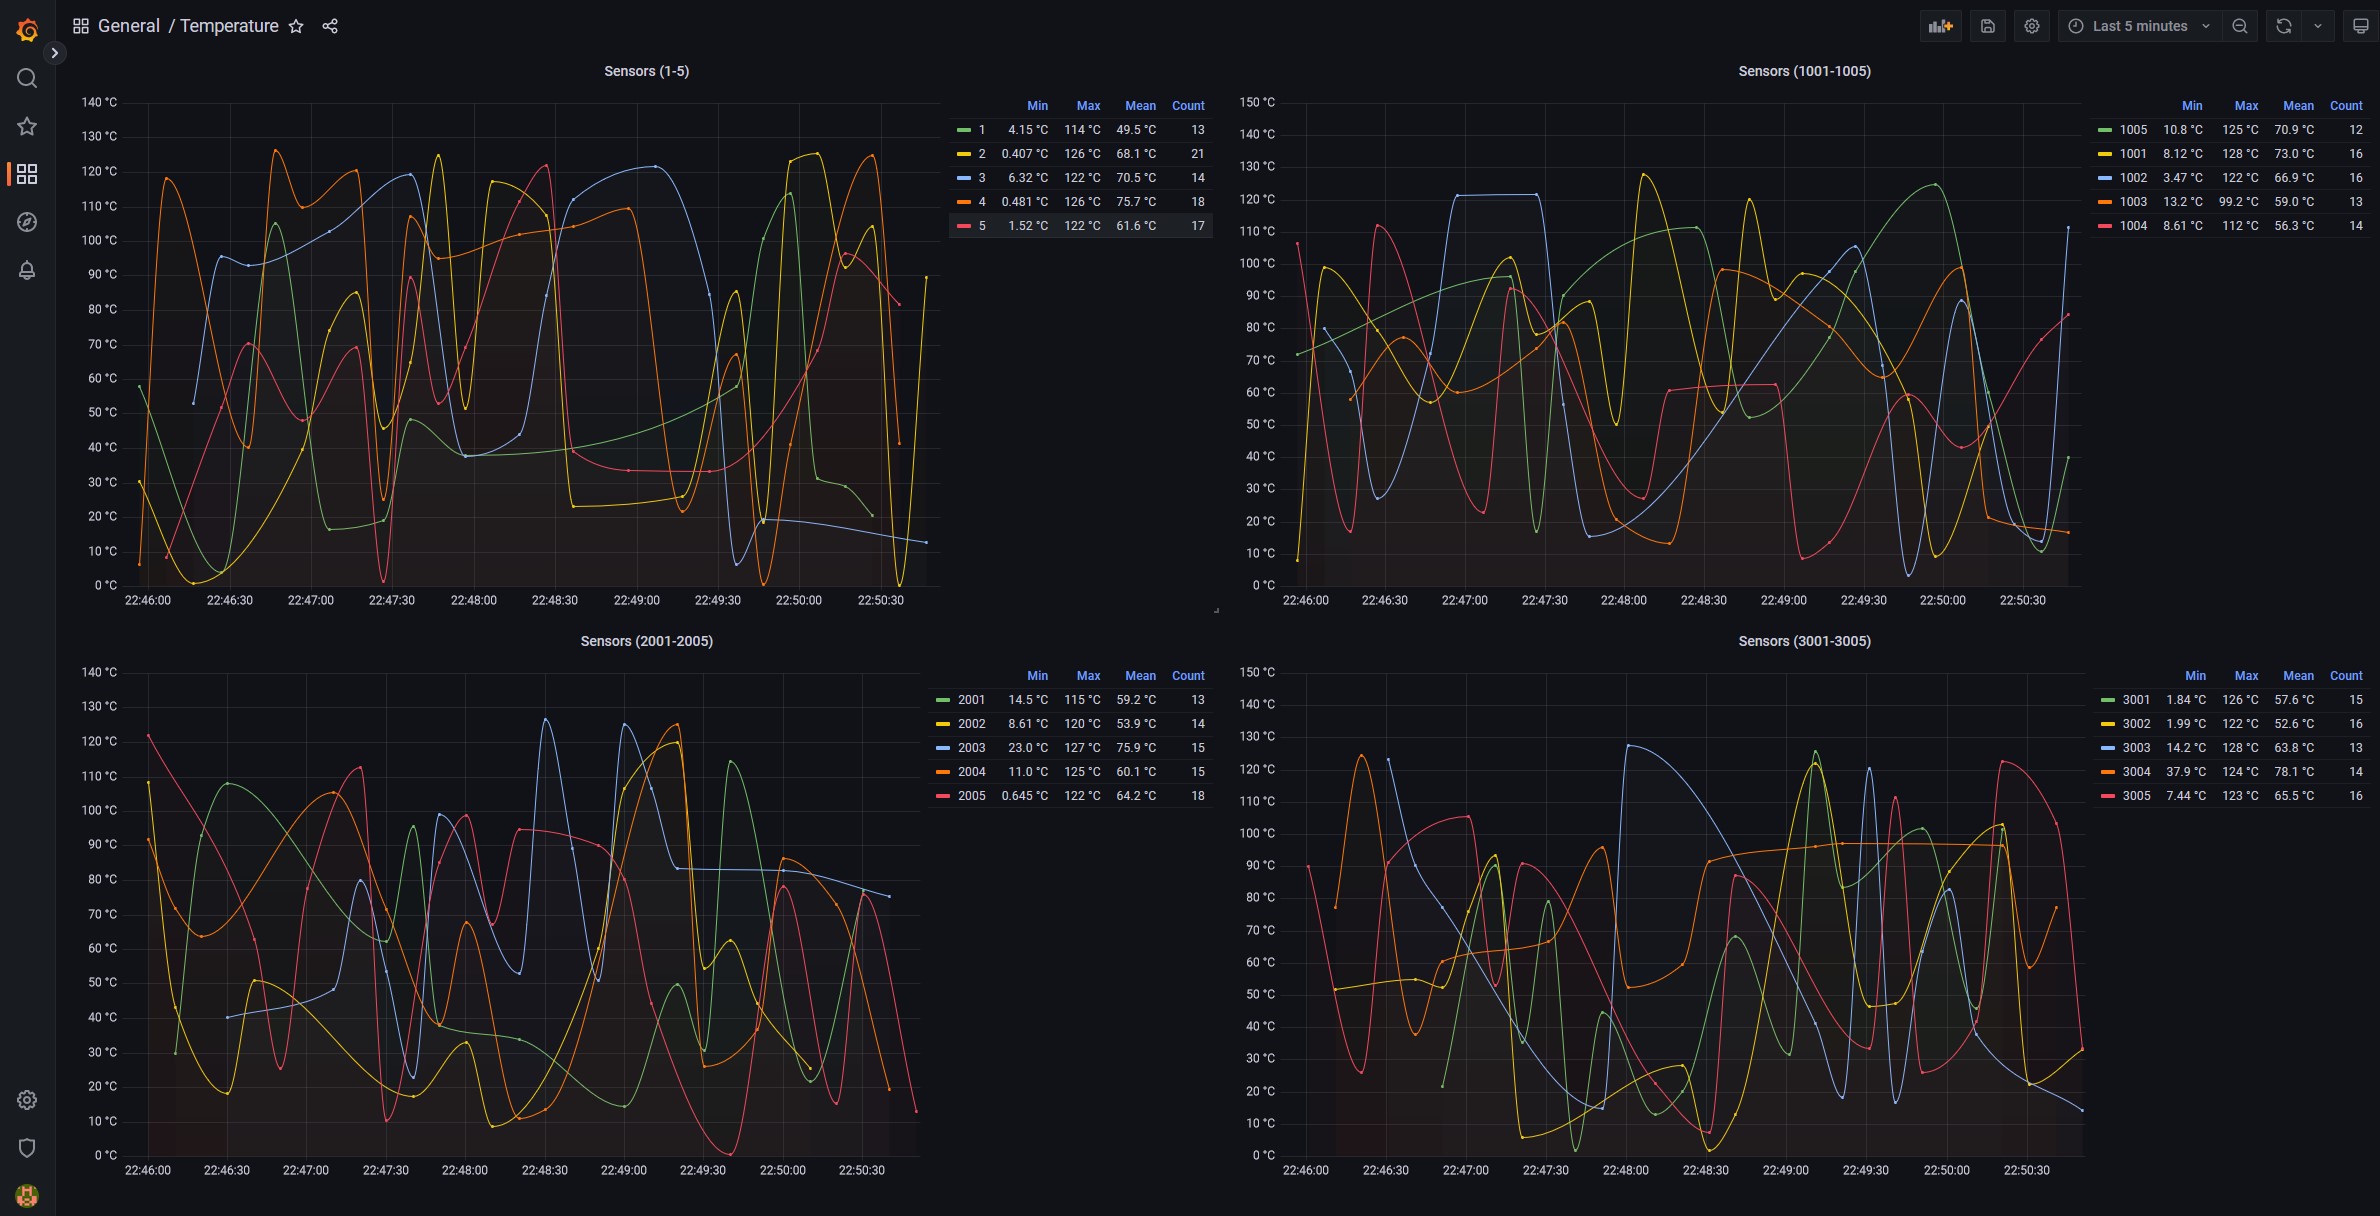 General / Temperature
Last 5 minutes
Sensors (1-5)
140 °C
130 °C
120 °C
110 °C
100 °C
90 °C
80 °C
70 °C
60 °C
50 °C
40 °C
30 °C
20 °C
10 °C
0 °C
22:46:00 22:46:30 22:47:00 22:47:30 22:48:00 22:48:30 22:49:00 22:49:30 22:50:00 22:50:30
Min Max Mean Count
1 4.15 °C 114 °C 49.5 °C 13
2 0.407 °C 126 °C 68.1 °C 21
3 6.32 °C 122 °C 70.5 °C 14
4 0.481 °C 126 °C 75.7 °C 18
5 1.52 °C 122 °C 61.6 °C 17
Sensors (1001-1005)
150 °C
140 °C
130 °C
120 °C
110 °C
100 °C
90 °C
80 °C
70 °C
60 °C
50 °C
40 °C
30 °C
20 °C
10 °C
0 °C
22:46:00 22:46:30 22:47:00 22:47:30 22:48:00 22:48:30 22:49:00 22:49:30 22:50:00 22:50:30
Min Max Mean Count
1005 10.8 °C 125 °C 70.9 °C 12
1001 8.12 °C 128 °C 73.0 °C 16
1002 3.47 °C 122 °C 66.9 °C 16
1003 13.2 °C 99.2 °C 59.0 °C 13
1004 8.61 °C 112 °C 56.3 °C 14
Sensors (2001-2005)
140 °C
130 °C
120 °C
110 °C
100 °C
90 °C
80 °C
70 °C
60 °C
50 °C
40 °C
30 °C
20 °C
10 °C
0 °C
22:46:00 22:46:30 22:47:00 22:47:30 22:48:00 22:48:30 22:49:00 22:49:30 22:50:00 22:50:30
Min Max Mean Count
2001 14.5 °C 115 °C 59.2 °C 13
2002 8.61 °C 120 °C 53.9 °C 14
2003 23.0 °C 127 °C 75.9 °C 15
2004 11.0 °C 125 °C 60.1 °C 15
2005 0.645 °C 122 °C 64.2 °C 18
Sensors (3001-3005)
150 °C
140 °C
130 °C
120 °C
110 °C
100 °C
90 °C
80 °C
70 °C
60 °C
50 °C
40 °C
30 °C
20 °C
10 °C
0 °C
22:46:00 22:46:30 22:47:00 22:47:30 22:48:00 22:48:30 22:49:00 22:49:30 22:50:00 22:50:30
Min Max Mean Count
3001 1.84 °C 126 °C 57.6 °C 15
3002 1.99 °C 122 °C 52.6 °C 16
3003 14.2 °C 128 °C 63.8 °C 13
3004 37.9 °C 124 °C 78.1 °C 14
3005 7.44 °C 123 °C 65.5 °C 16